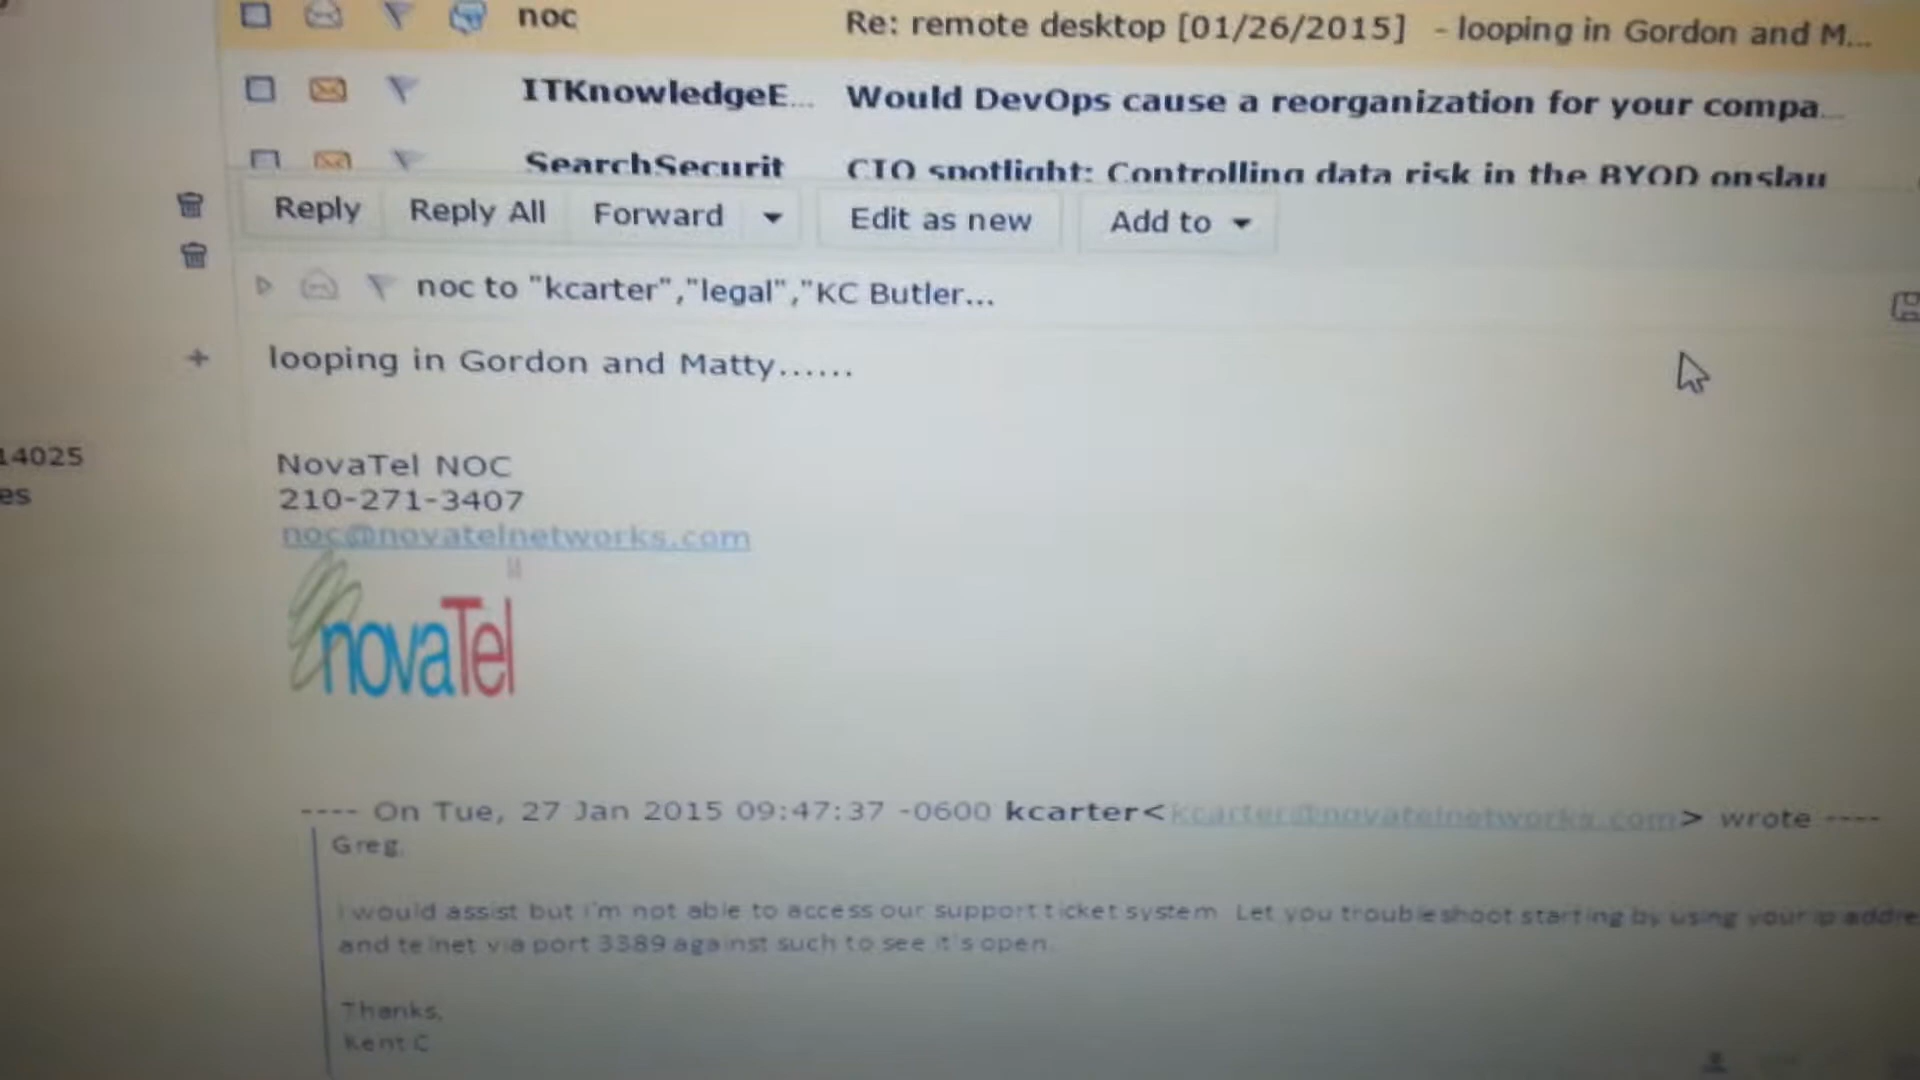 noc Re: remote desktop [01/26/2015] - looping in Gordon and M...
ITKnowledgeE... Would DevOps cause a reorganization for your compa...
SearchSecurit CIO spotlight: Controlling data risk in the BYOD onslau
Reply Reply All Forward Edit as new Add to
noc to "kcarter","legal","KC Butler...
looping in Gordon and Matty......
14025
es
NovaTel NOC
210-271-3407
noc@novatelnetworks.com
novaTel
---- On Tue, 27 Jan 2015 09:47:37 -0600 kcarter<kcarter@novatelnetworks.com> wrote ----
Greg,
I would assist but i'm not able to access our support ticket system. Let you troubleshoot starting by using your ip addre
and telnet via port 3389 against such to see it's open.
Thanks,
Kent C